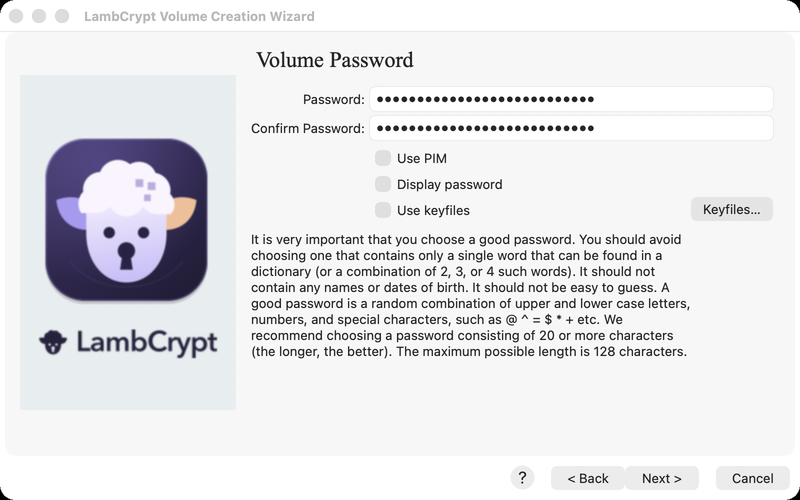 LambCrypt Volume Creation Wizard
Volume Password
Password: ●●●●●●●●●●●●●●●●●●●●●●●●●●●
Confirm Password: ●●●●●●●●●●●●●●●●●●●●●●●●●●●
Use PIM
Display password
Use keyfiles
Keyfiles...
It is very important that you choose a good password. You should avoid
choosing one that contains only a single word that can be found in a
dictionary (or a combination of 2, 3, or 4 such words). It should not
contain any names or dates of birth. It should not be easy to guess. A
good password is a random combination of upper and lower case letters,
numbers, and special characters, such as @ ^ = $ * + etc. We
recommend choosing a password consisting of 20 or more characters
(the longer, the better). The maximum possible length is 128 characters.
LambCrypt
? < Back Next > Cancel